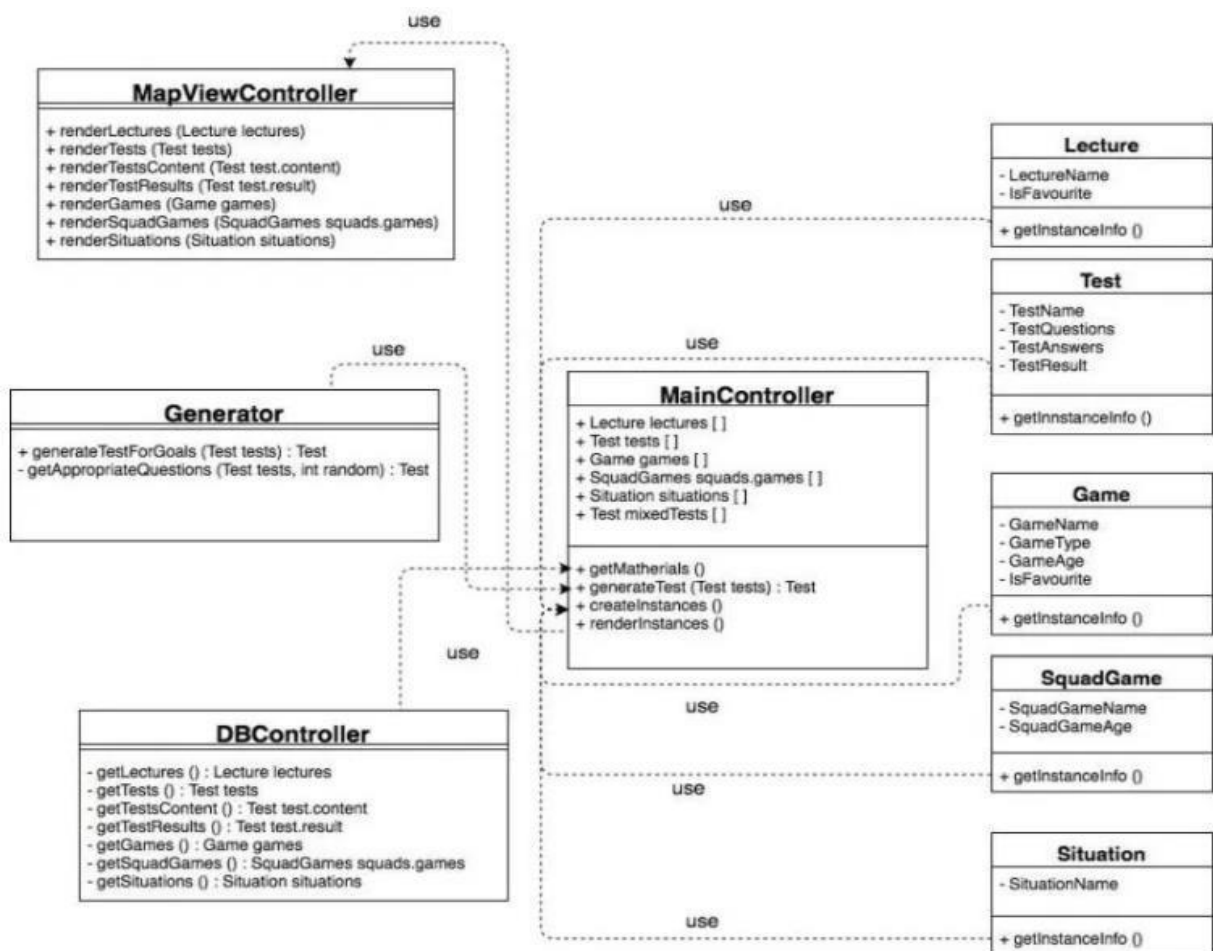 use
MapViewController
+ renderLectures (Lecture lectures)
+ renderTests (Test tests)
+ renderTestsContent (Test test.content)
+ renderTestResults (Test test.result)
+ renderGames (Game games)
+ renderSquadGames (SquadGames squads.games)
+ renderSituations (Situation situations)
use
Generator
+ generateTestForGoals (Test tests) : Test
- getAppropriateQuestions (Test tests, int random) : Test
use
DBController
- getLectures () : Lecture lectures
- getTests () : Test tests
- getTestsContent () : Test test.content
- getTestResults () : Test test.result
- getGames () : Game games
- getSquadGames () : SquadGames squads.games
- getSituations () : Situation situations
MainController
+ Lecture lectures [ ]
+ Test tests [ ]
+ Game games [ ]
+ SquadGames squads.games [ ]
+ Situation situations [ ]
+ Test mixedTests [ ]
+ getMatherials ()
+ generateTest (Test tests) : Test
+ createInstances ()
+ renderInstances ()
use
Lecture
- LectureName
- IsFavourite
+ getInstanceInfo ()
use
Test
- TestName
- TestQuestions
- TestAnswers
- TestResult
+ getInnstanceInfo ()
use
Game
- GameName
- GameType
- GameAge
- IsFavourite
+ getInstanceInfo ()
use
SquadGame
- SquadGameName
- SquadGameAge
+ getInstanceInfo ()
use
Situation
- SituationName
+ getInstanceInfo ()